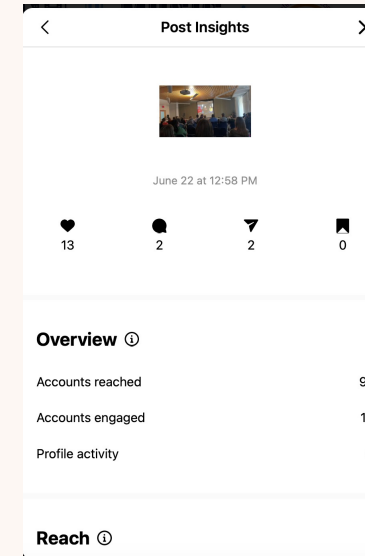 Post Insights
June 22 at 12:58 PM
13 2 2 0
Overview
Accounts reached
Accounts engaged
Profile activity
Reach